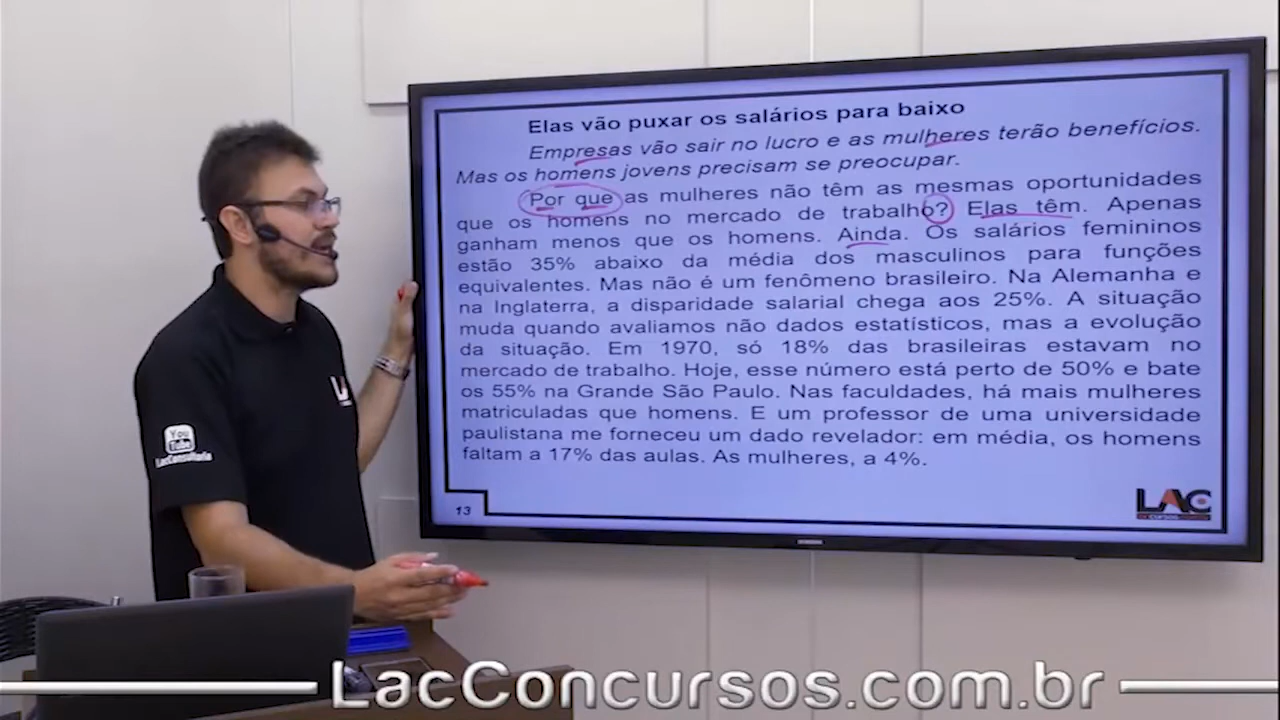 Elas vão puxar os salários para baixo
Empresas vão sair no lucro e as mulheres terão benefícios.
Mas os homens jovens precisam se preocupar.
Por que as mulheres não têm as mesmas oportunidades
que os homens no mercado de trabalho? Elas têm. Apenas
ganham menos que os homens. Ainda. Os salários femininos
estão 35% abaixo da média dos masculinos para funções
equivalentes. Mas não é um fenômeno brasileiro. Na Alemanha e
na Inglaterra, a disparidade salarial chega aos 25%. A situação
muda quando avaliamos não dados estatísticos, mas a evolução
da situação. Em 1970, só 18% das brasileiras estavam no
mercado de trabalho. Hoje, esse número está perto de 50% e bate
os 55% na Grande São Paulo. Nas faculdades, há mais mulheres
matriculadas que homens. E um professor de uma universidade
paulistana me forneceu um dado revelador: em média, os homens
faltam a 17% das aulas. As mulheres, a 4%.
13
LAC
You
Tube
LacConcursos.com.br